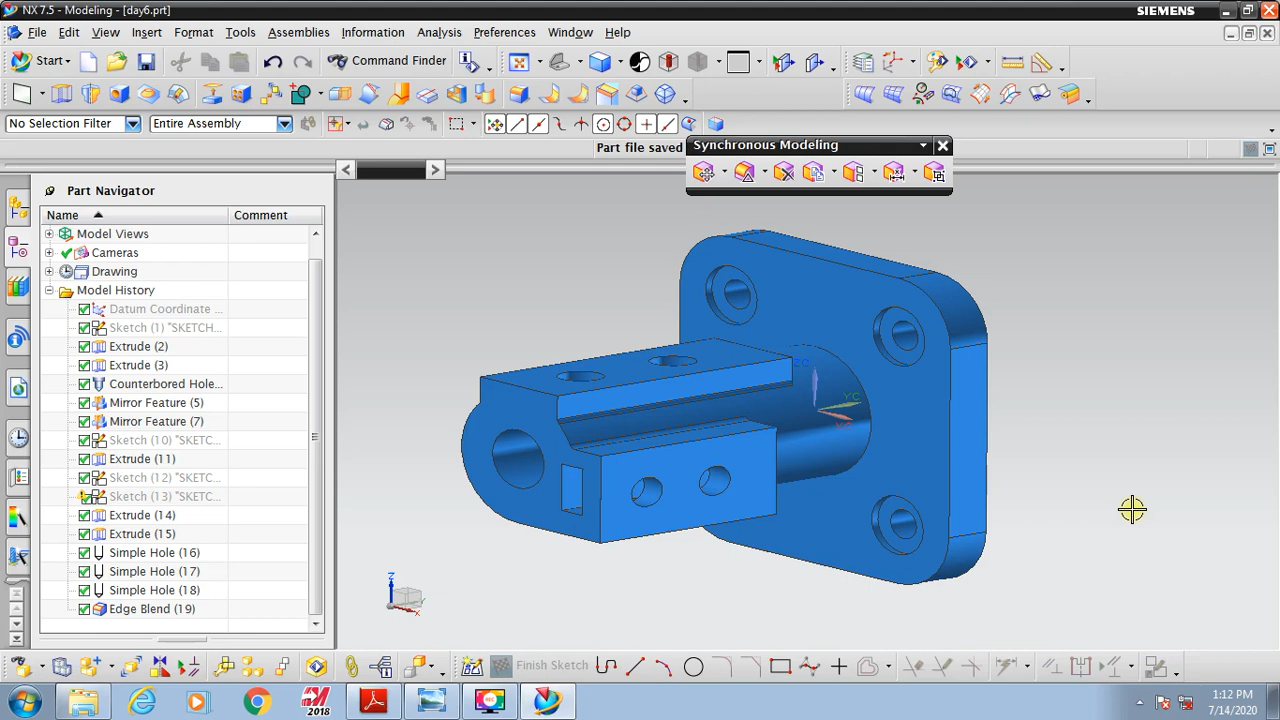 NX 7.5 - Modeling - [day6.prt]
SIEMENS
File Edit View Insert Format Tools Assemblies Information Analysis Preferences Window Help
Start
Command Finder
No Selection Filter
Entire Assembly
Part file saved
Synchronous Modeling
Part Navigator
Name Comment
Model Views
Cameras
Drawing
Model History
Datum Coordinate ...
Sketch (1) "SKETCH...
Extrude (2)
Extrude (3)
Counterbored Hole...
Mirror Feature (5)
Mirror Feature (7)
Sketch (10) "SKETC...
Extrude (11)
Sketch (12) "SKETC...
Sketch (13) "SKETC...
Extrude (14)
Extrude (15)
Simple Hole (16)
Simple Hole (17)
Simple Hole (18)
Edge Blend (19)
ZC
YC
Z
X
Finish Sketch
2018
1:12 PM
7/14/2020